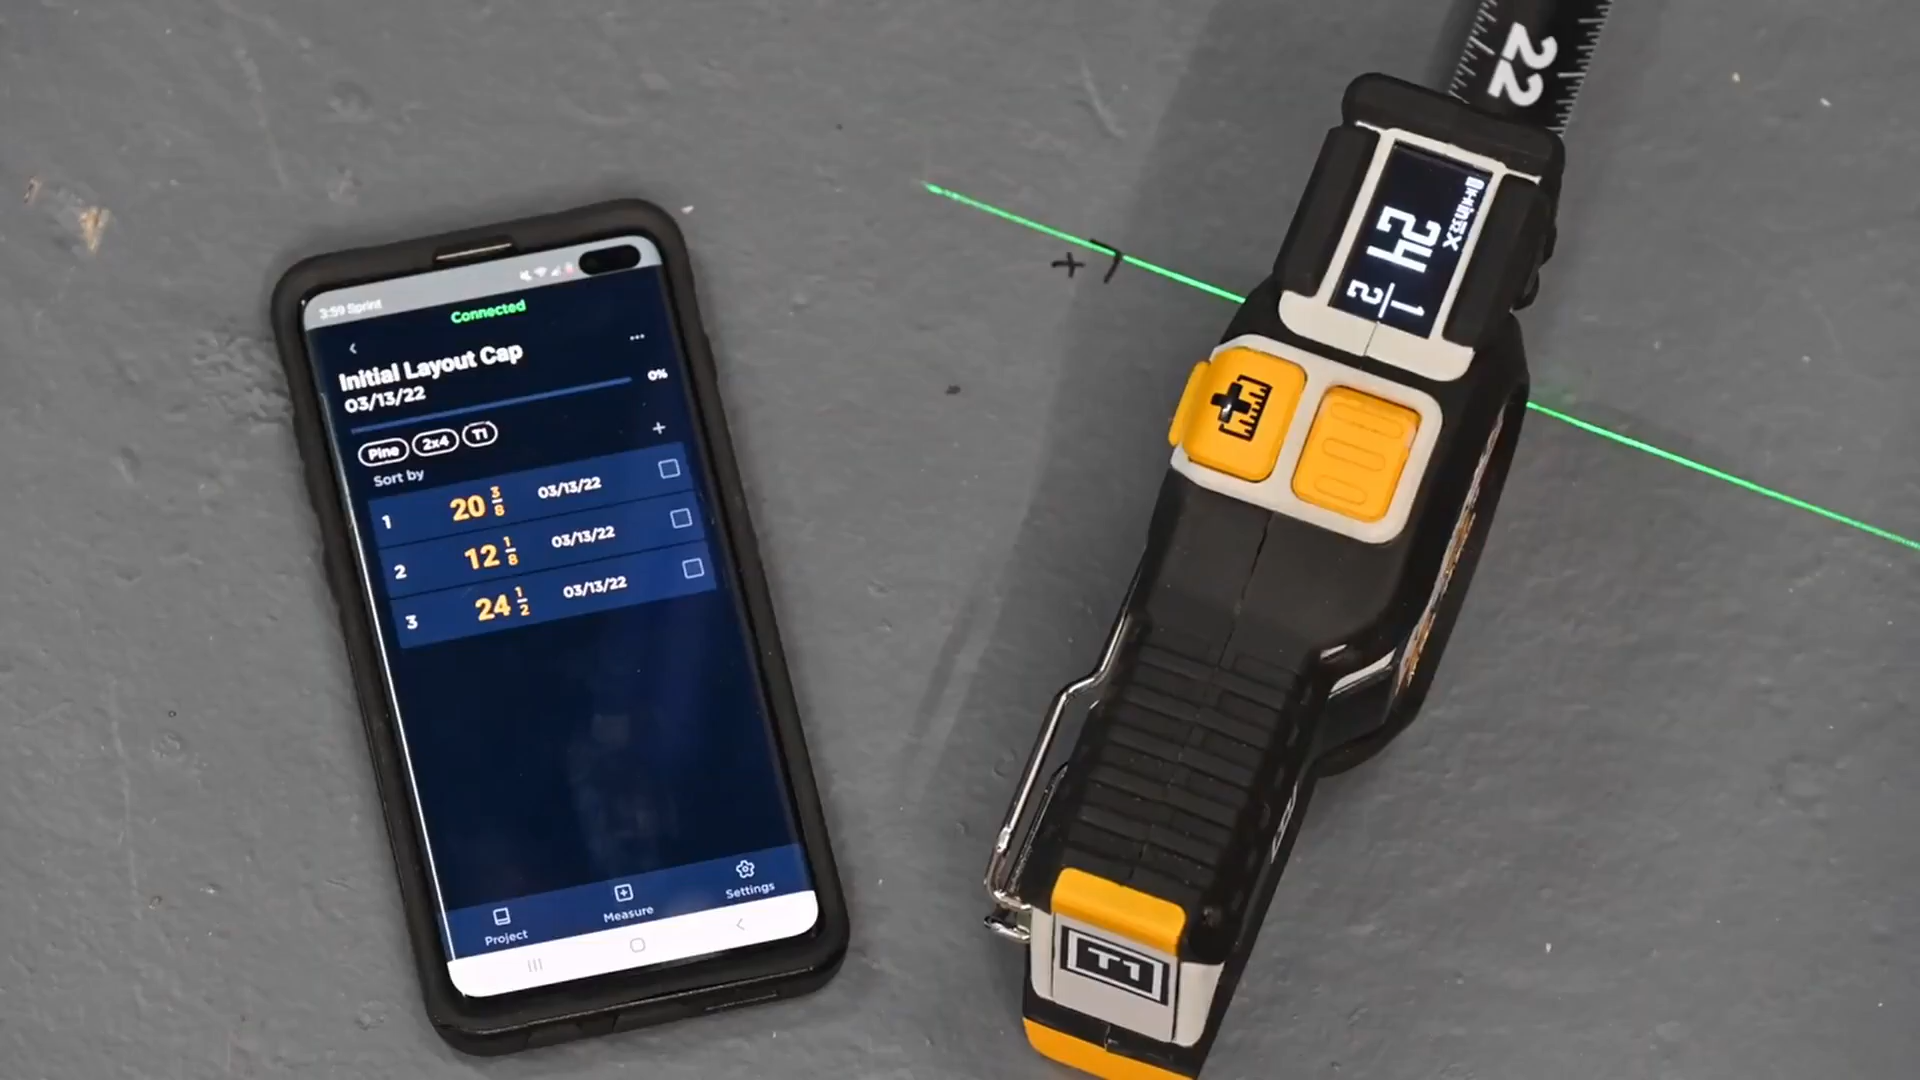 3:59 Sprint
Connected
Initial Layout Cap
03/13/22
0%
Pine 2x4 T1
Sort by
1 20 3/8 03/13/22
2 12 1/8 03/13/22
3 24 1/2 03/13/22
Project Measure Settings
22
in
24 1/2
+7
T1